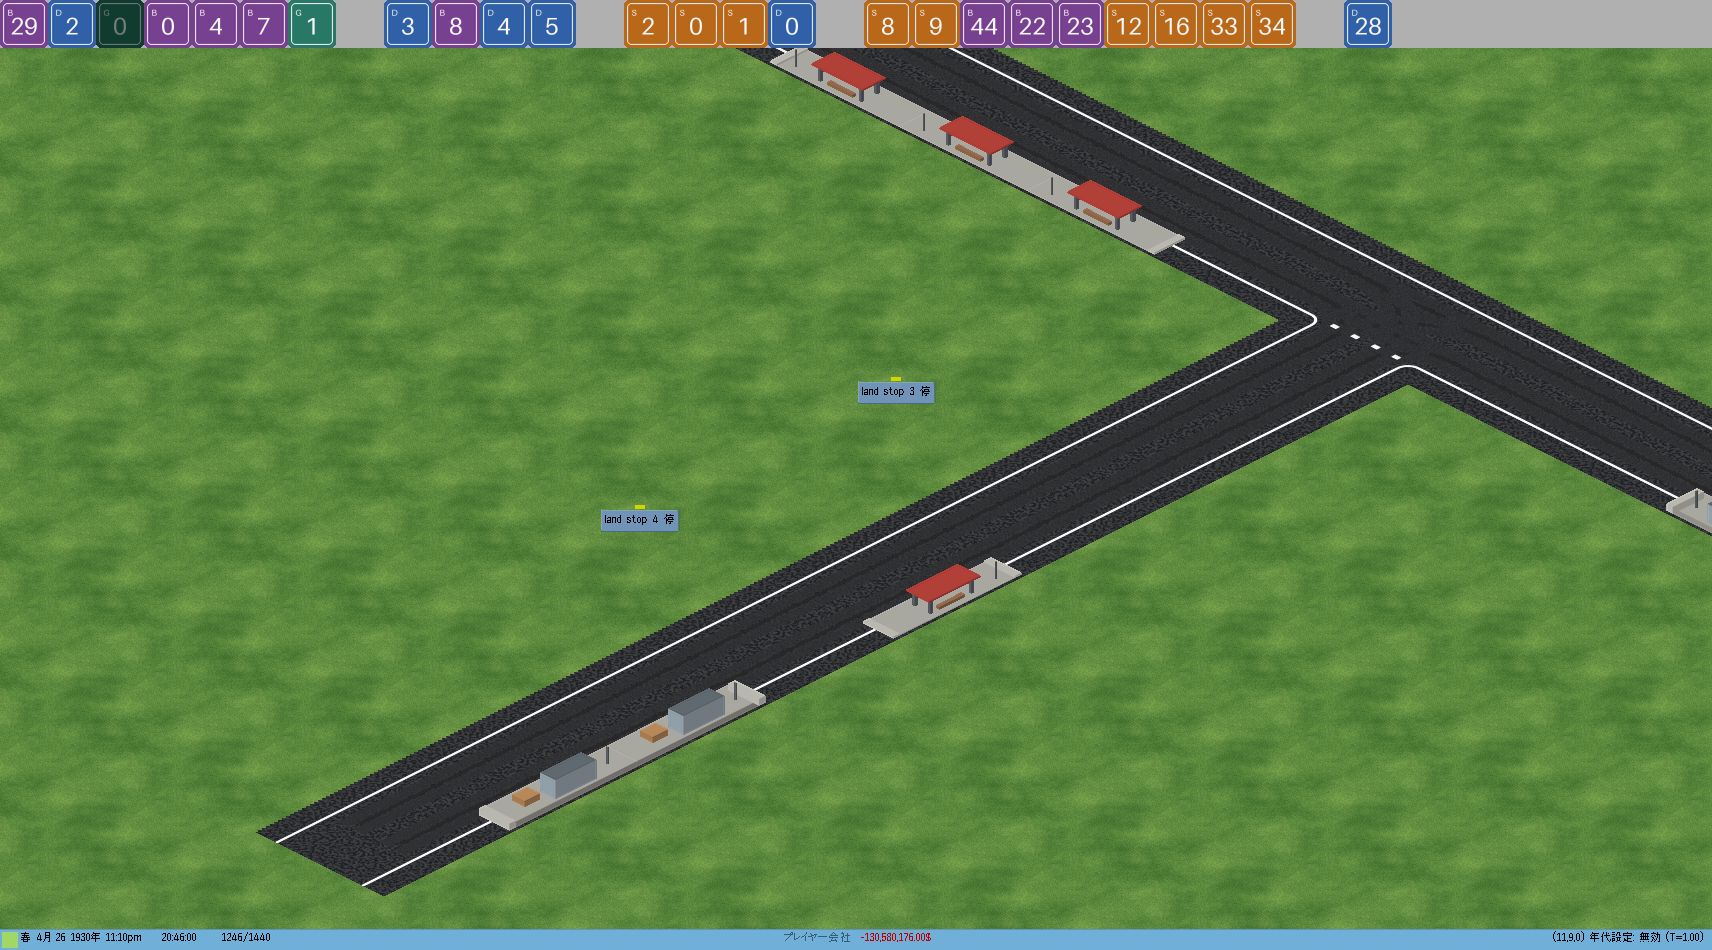 B 29 D 2 G 0 B 0 B 4 B 7 G 1 D 3 B 8 D 4 D 5 S 2 S 0 S 1 D 0 S 8 S 9 B 44 B 22 B 23 S 12 S 16 S 33 S 34 D 28
land stop 3 停
land stop 4 停
春 4月 26 1930年 11:10pm 20:46:00 1246/1440 プレイヤー会社 -130,580,176.00$ (11,9,0) 年代設定: 無効 (T=1.00)